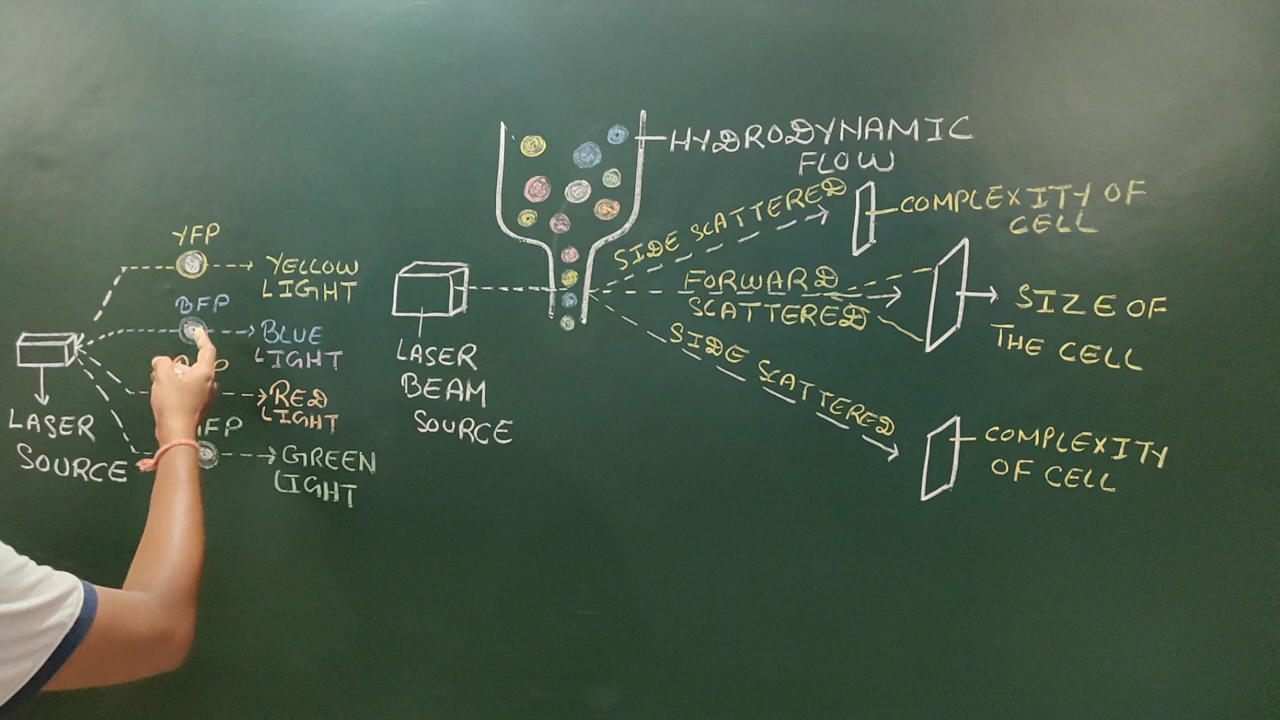 YFP
YELLOW
LIGHT
BFP
BLUE
LIGHT
RED
LIGHT
GREEN
LIGHT
LASER
SOURCE
HYDRODYNAMIC
FLOW
LASER
BEAM
SOURCE
SIDE SCATTERED
COMPLEXITY OF
CELL
FORWARD
SCATTERED
SIZE OF
THE CELL
SIDE SCATTERED
COMPLEXITY
OF CELL